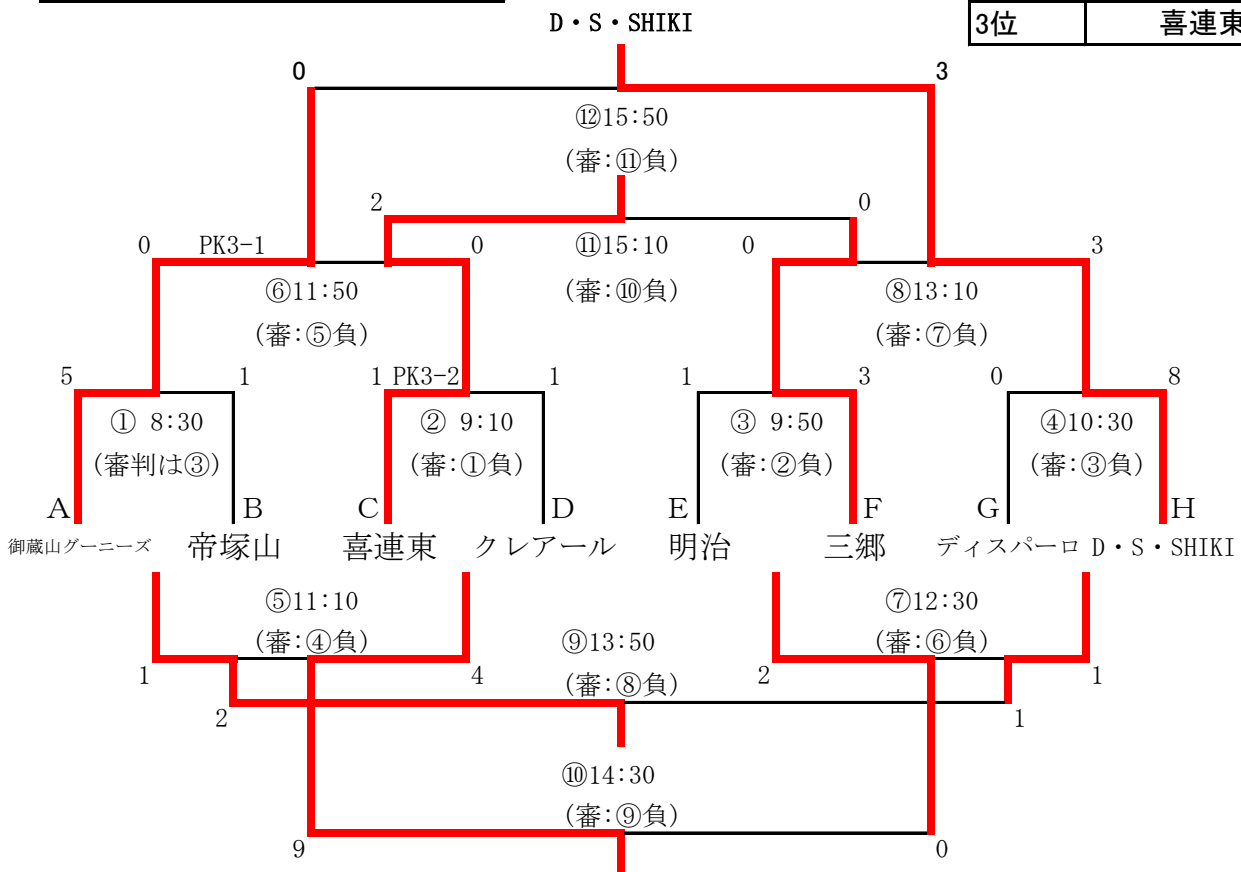 D・S・SHIKI
3位 喜連東
0 3
⑫15:50
(審:⑪負)
2 0
0 PK3-1 0 ⑪15:10 0 3
⑥11:50 (審:⑩負) ⑧13:10
(審:⑤負) (審:⑦負)
5 1 1 PK3-2 1 1 3 0 8
① 8:30 ② 9:10 ③ 9:50 ④10:30
(審判は③) (審:①負) (審:②負) (審:③負)
A B C D E F G H
御蔵山グーニーズ 帝塚山 喜連東 クレアール 明治 三郷 ディスパーロ D・S・SHIKI
⑤11:10 ⑦12:30
(審:④負) ⑨13:50 (審:⑥負)
1 4 (審:⑧負) 2 1
2 1
⑩14:30
(審:⑨負)
9 0